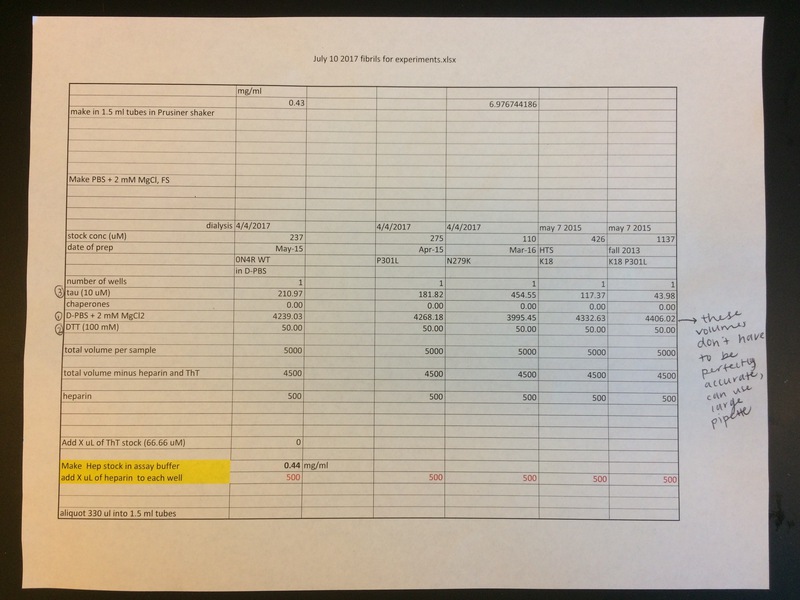 July 10 2017 fibrils for experiments.xlsx
mg/ml
0.43 6.976744186
make in 1.5 ml tubes in Prusiner shaker
Make PBS + 2 mM MgCl, FS
dialysis 4/4/2017 4/4/2017 4/4/2017 may 7 2015 may 7 2015
stock conc (uM) 237 275 110 426 1137
date of prep May-15 Apr-15 Mar-16 HTS fall 2013
0N4R WT P301L N279K K18 K18 P301L
in D-PBS
number of wells 1 1 1 1 1
③ tau (10 uM) 210.97 181.82 454.55 117.37 43.98
chaperones 0.00 0.00 0.00 0.00 0.00
① D-PBS + 2 mM MgCl2 4239.03 4268.18 3995.45 4332.63 4406.02 → these
② DTT (100 mM) 50.00 50.00 50.00 50.00 50.00
volumes
don't have
to be
perfectly
accurate,
can use
large
pipette
total volume per sample 5000 5000 5000 5000 5000
total volume minus heparin and ThT 4500 4500 4500 4500 4500
heparin 500 500 500 500 500
Add X uL of ThT stock (66.66 uM) 0
Make Hep stock in assay buffer 0.44 mg/ml
add X uL of heparin to each well 500 500 500 500 500
aliquot 330 ul into 1.5 ml tubes